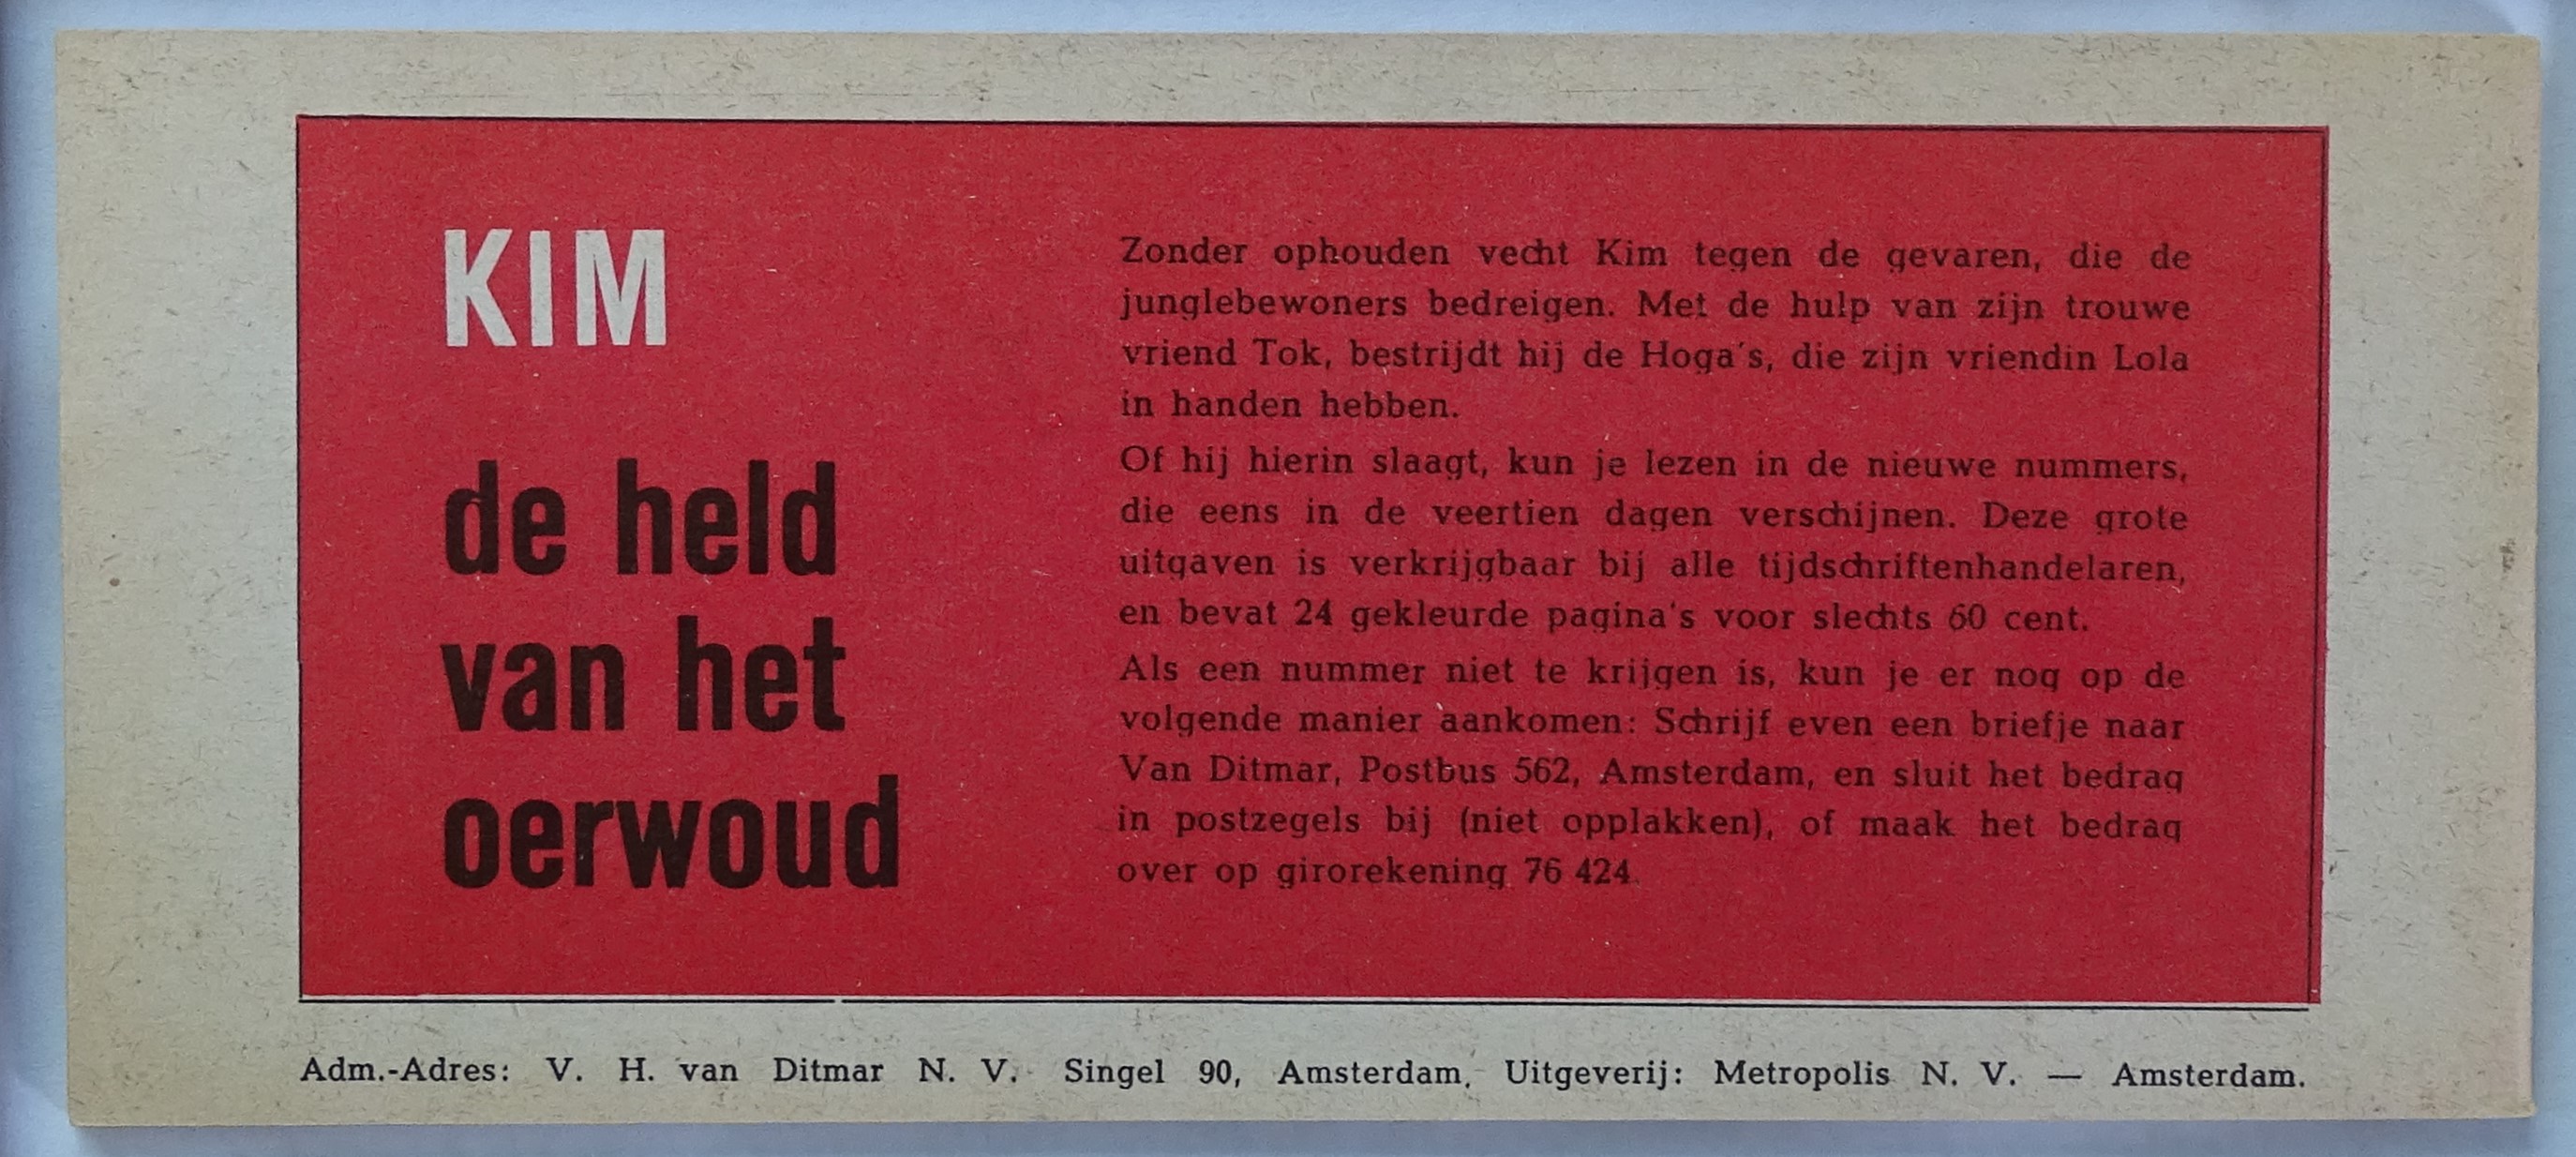 KIM
de held
van het
oerwoud
Zonder ophouden vecht Kim tegen de gevaren, die de
junglebewoners bedreigen. Met de hulp van zijn trouwe
vriend Tok, bestrijdt hij de Hoga's, die zijn vriendin Lola
in handen hebben.
Of hij hierin slaagt, kun je lezen in de nieuwe nummers,
die eens in de veertien dagen verschijnen. Deze grote
uitgaven is verkrijgbaar bij alle tijdschriftenhandelaren,
en bevat 24 gekleurde pagina's voor slechts 60 cent.
Als een nummer niet te krijgen is, kun je er nog op de
volgende manier aankomen: Schrijf even een briefje naar
Van Ditmar, Postbus 562, Amsterdam, en sluit het bedrag
in postzegels bij (niet opplakken), of maak het bedrag
over op girorekening 76 424.
Adm.-Adres: V. H. van Ditmar N. V. Singel 90, Amsterdam, Uitgeverij: Metropolis N. V. — Amsterdam.